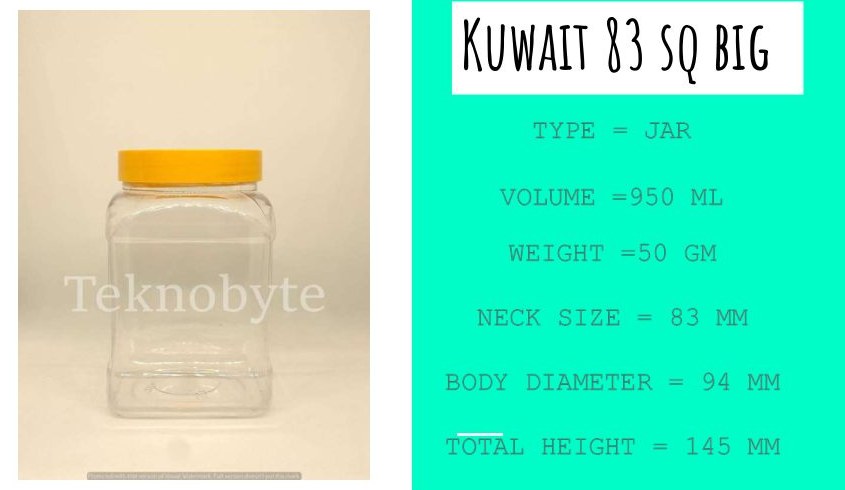 Teknobyte
KUWAIT 83 SQ BIG
TYPE = JAR
VOLUME =950 ML
WEIGHT =50 GM
NECK SIZE = 83 MM
BODY DIAMETER = 94 MM
TOTAL HEIGHT = 145 MM